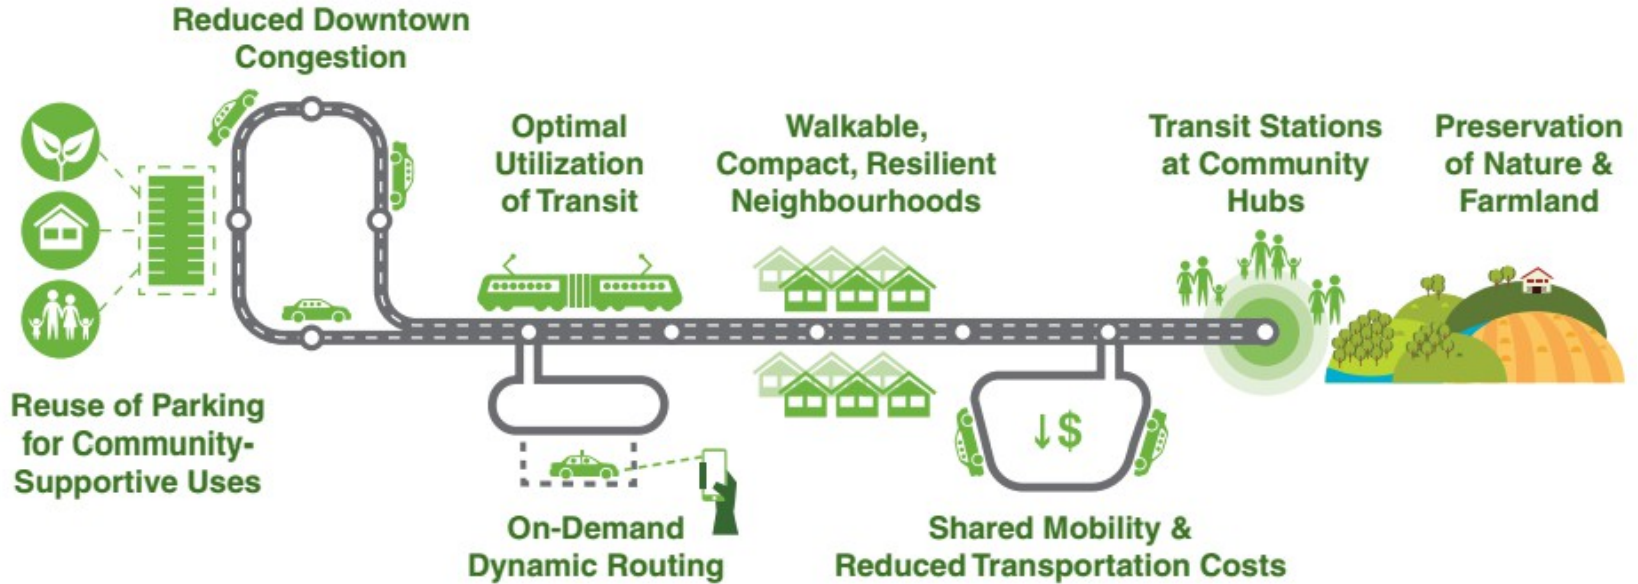 Reduced Downtown
Congestion
Optimal
Utilization
of Transit
Walkable,
Compact, Resilient
Neighbourhoods
Transit Stations
at Community
Hubs
Preservation
of Nature &
Farmland
Reuse of Parking
for Community-
Supportive Uses
↓$
On-Demand
Dynamic Routing
Shared Mobility &
Reduced Transportation Costs